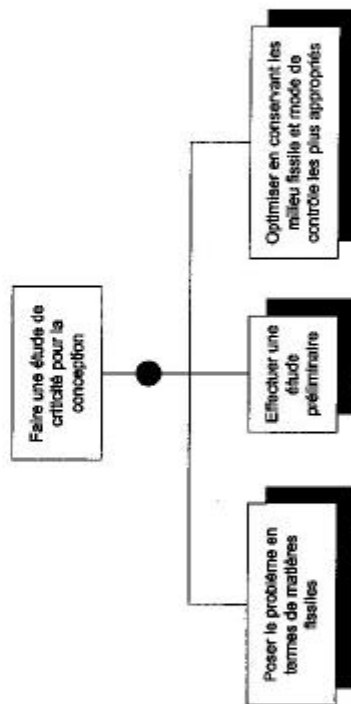 Faire une étude de
criticité pour la
conception
Poser le problème en
termes de matières
fissiles
Effectuer une
étude
préliminaire
Optimiser en conservant les
milieu fissile et mode de
contrôle les plus appropriés